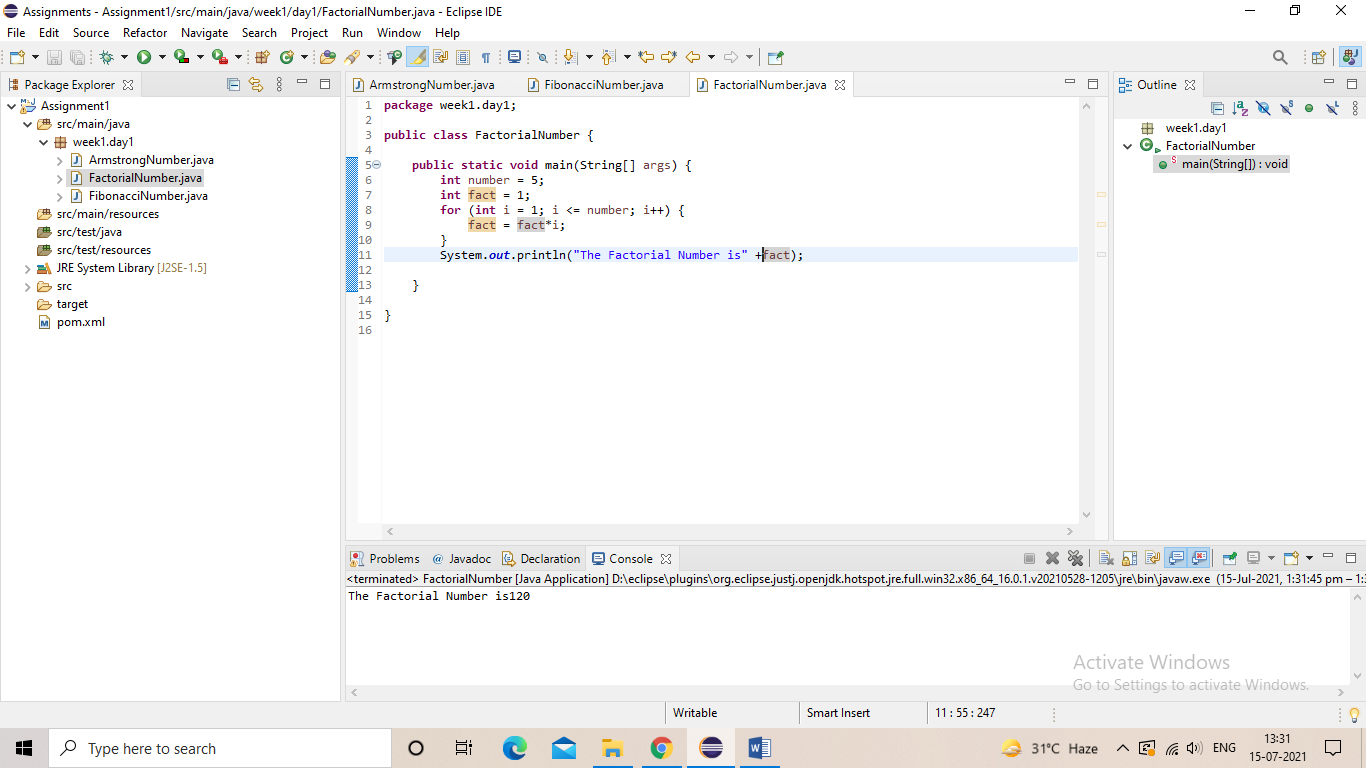 Assignments - Assignment1/src/main/java/week1/day1/FactorialNumber.java - Eclipse IDE
File Edit Source Refactor Navigate Search Project Run Window Help
Package Explorer
Assignment1
src/main/java
week1.day1
ArmstrongNumber.java
FactorialNumber.java
FibonacciNumber.java
src/main/resources
src/test/java
src/test/resources
JRE System Library [J2SE-1.5]
src
target
pom.xml
ArmstrongNumber.java FibonacciNumber.java FactorialNumber.java
1 package week1.day1;
2
3 public class FactorialNumber {
4
5 public static void main(String[] args) {
6 int number = 5;
7 int fact = 1;
8 for (int i = 1; i <= number; i++) {
9 fact = fact*i;
10 }
11 System.out.println("The Factorial Number is" +fact);
12
13 }
14
15 }
16
Outline
week1.day1
FactorialNumber
main(String[]) : void
Problems @ Javadoc Declaration Console
<terminated> FactorialNumber [Java Application] D:\eclipse\plugins\org.eclipse.justj.openjdk.hotspot.jre.full.win32.x86_64_16.0.1.v20210528-1205\jre\bin\javaw.exe (15-Jul-2021, 1:31:45 pm – 1:3
The Factorial Number is120
Activate Windows
Go to Settings to activate Windows.
Writable Smart Insert 11 : 55 : 247
Type here to search
31°C Haze
ENG
13:31
15-07-2021